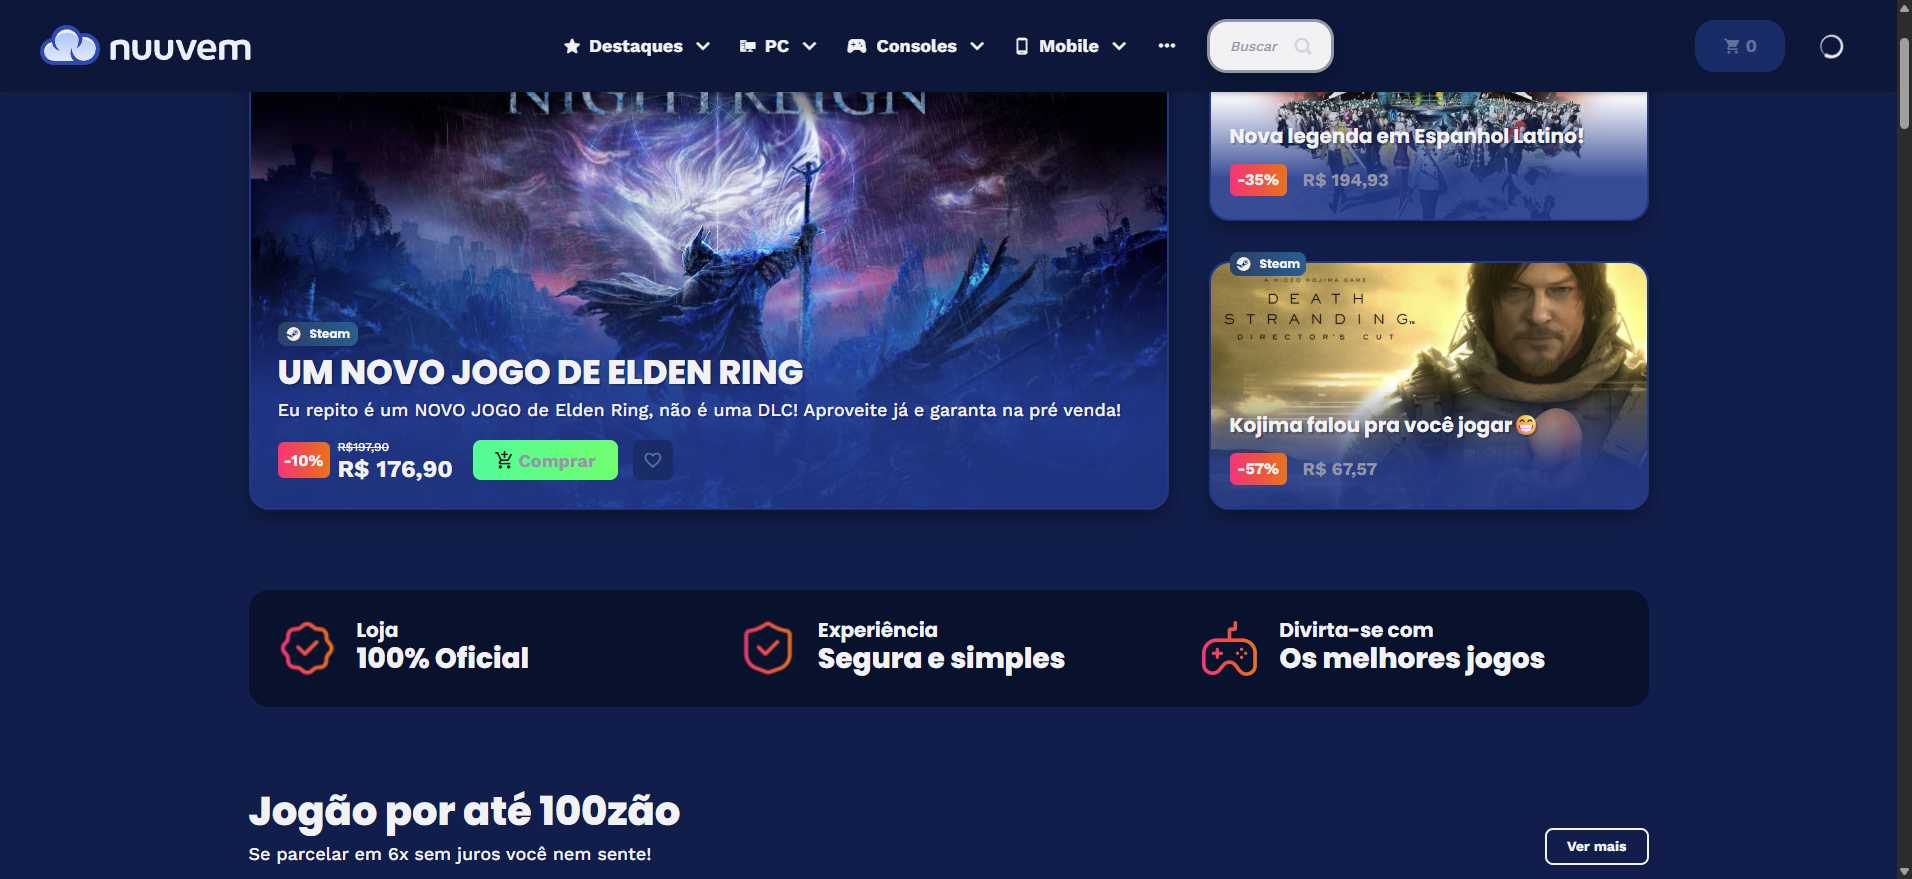 nuuvem
Destaques
PC
Consoles
Mobile
Buscar
0
NIGHTREIGN
Steam
UM NOVO JOGO DE ELDEN RING
Eu repito é um NOVO JOGO de Elden Ring, não é uma DLC! Aproveite já e garanta na pré venda!
-10%
R$197,90
R$ 176,90
Comprar
Nova legenda em Espanhol Latino!
-35%
R$ 194,93
Steam
A HIDEO KOJIMA GAME
DEATH
STRANDING™
DIRECTOR'S CUT
Kojima falou pra você jogar😁
-57%
R$ 67,57
Loja
100% Oficial
Experiência
Segura e simples
Divirta-se com
Os melhores jogos
Jogão por até 100zão
Se parcelar em 6x sem juros você nem sente!
Ver mais